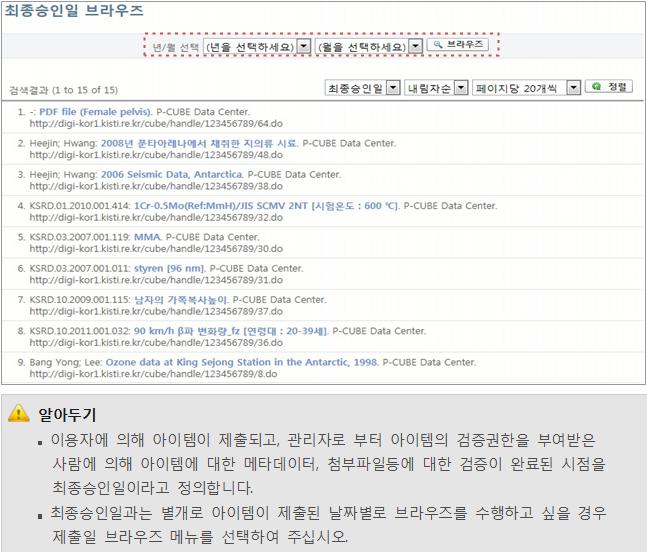 최종승인일 브라우즈
년/월 선택 (년을 선택하세요) (월을 선택하세요) 브라우즈
검색결과 (1 to 15 of 15) 최종승인일 내림차순 페이지당 20개씩 정렬
1. -: PDF file (Female pelvis). P-CUBE Data Center.
http://digi-kor1.kisti.re.kr/cube/handle/123456789/64.do
2. Heejin; Hwang: 2008년 푼타아레나에서 채취한 지의류 시료. P-CUBE Data Center.
http://digi-kor1.kisti.re.kr/cube/handle/123456789/48.do
3. Heejin; Hwang: 2006 Seismic Data, Antarctica. P-CUBE Data Center.
http://digi-kor1.kisti.re.kr/cube/handle/123456789/38.do
4. KSRD.01.2010.001.414: 1Cr-0.5Mo(Ref:MmH)/JIS SCMV 2NT [시험온도 : 600 ℃]. P-CUBE Data Center.
http://digi-kor1.kisti.re.kr/cube/handle/123456789/32.do
5. KSRD.03.2007.001.119: MMA. P-CUBE Data Center.
http://digi-kor1.kisti.re.kr/cube/handle/123456789/30.do
6. KSRD.03.2007.001.011: styren [96 nm]. P-CUBE Data Center.
http://digi-kor1.kisti.re.kr/cube/handle/123456789/31.do
7. KSRD.10.2009.001.115: 남자의 가쪽복사높이. P-CUBE Data Center.
http://digi-kor1.kisti.re.kr/cube/handle/123456789/37.do
8. KSRD.10.2011.001.032: 90 km/h β파 변화량_fz [연령대 : 20-39세]. P-CUBE Data Center.
http://digi-kor1.kisti.re.kr/cube/handle/123456789/36.do
9. Bang Yong; Lee: Ozone data at King Sejong Station in the Antarctic, 1998. P-CUBE Data Center.
http://digi-kor1.kisti.re.kr/cube/handle/123456789/8.do
알아두기
▪ 이용자에 의해 아이템이 제출되고, 관리자로 부터 아이템의 검증권한을 부여받은
사람에 의해 아이템에 대한 메타데이터, 첨부파일등에 대한 검증이 완료된 시점을
최종승인일이라고 정의합니다.
▪ 최종승인일과는 별개로 아이템이 제출된 날짜별로 브라우즈를 수행하고 싶을 경우
제출일 브라우즈 메뉴를 선택하여 주십시오.